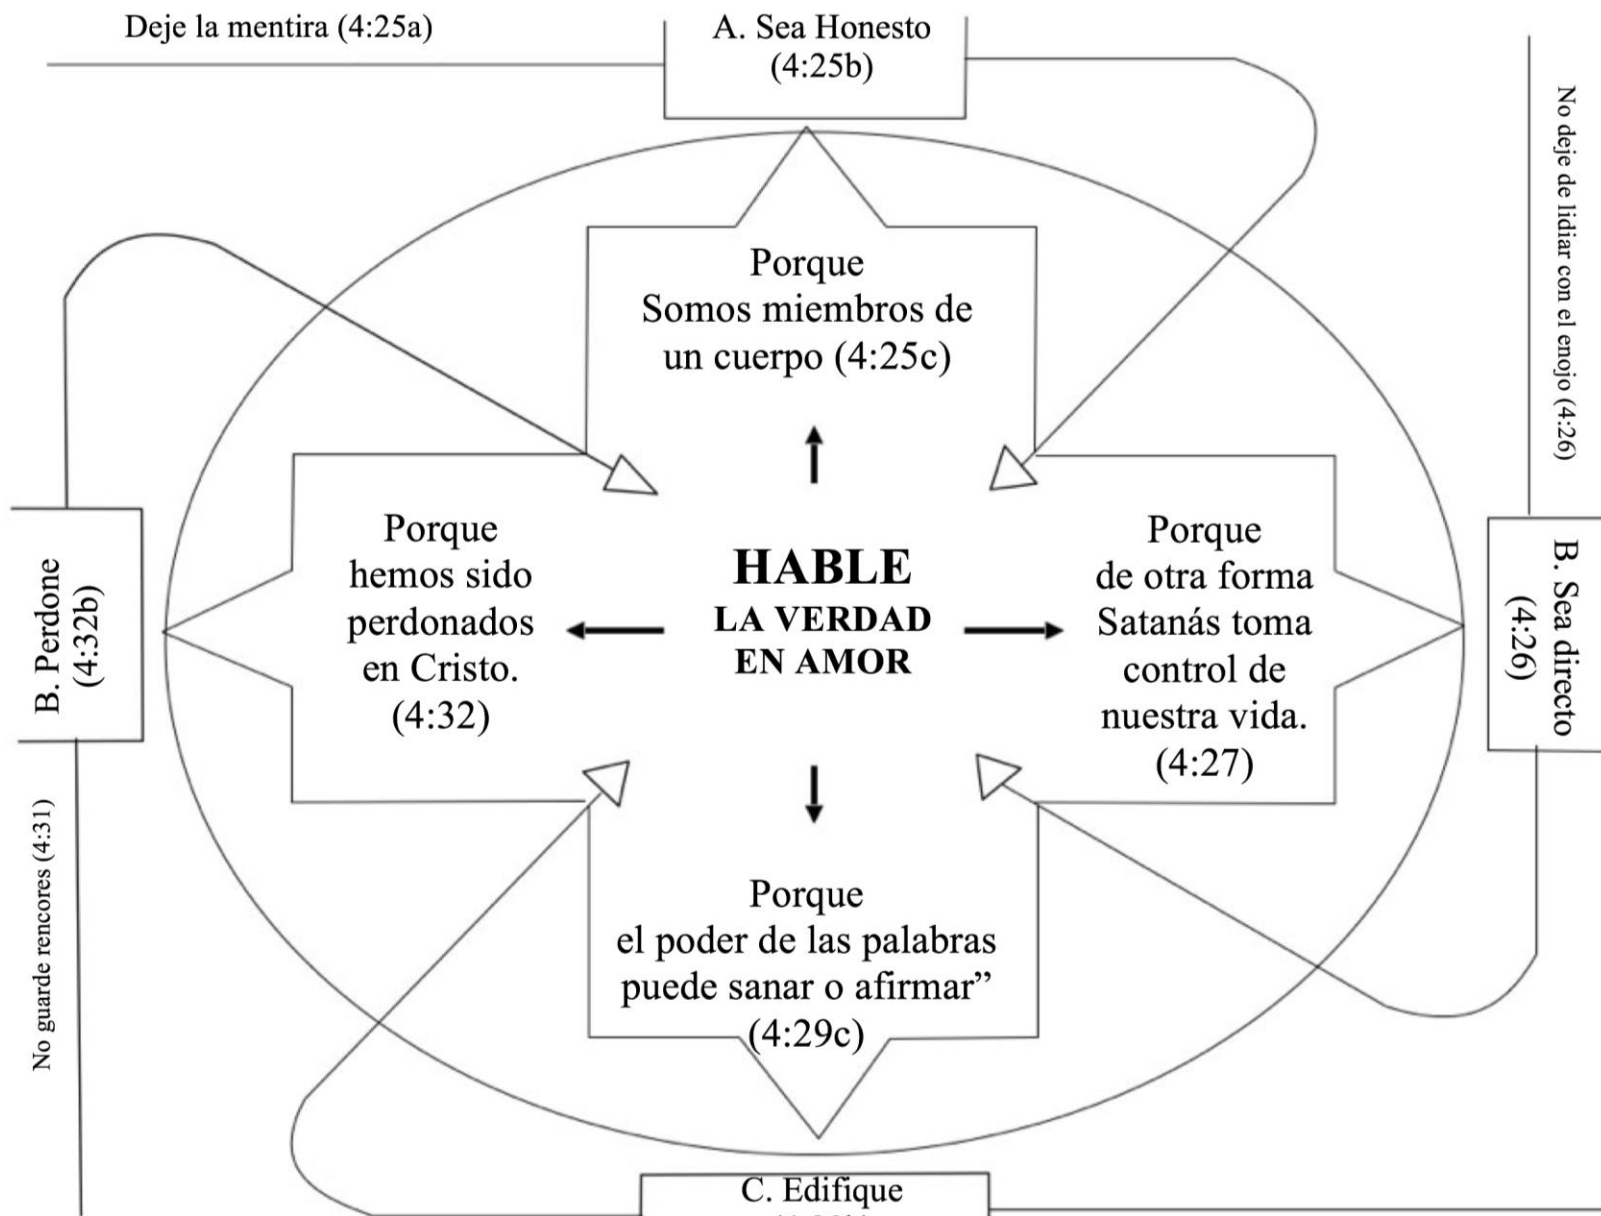 Deje la mentira (4:25a)
A. Sea Honesto
(4:25b)
No deje de lidiar con el enojo (4:26)
Porque
Somos miembros de
un cuerpo (4:25c)
B. Perdone
(4:32b)
Porque
hemos sido
perdonados
en Cristo.
(4:32)
HABLE
LA VERDAD
EN AMOR
Porque
de otra forma
Satanás toma
control de
nuestra vida.
(4:27)
B. Sea directo
(4:26)
No guarde rencores (4:31)
Porque
el poder de las palabras
puede sanar o afirmar”
(4:29c)
C. Edifique